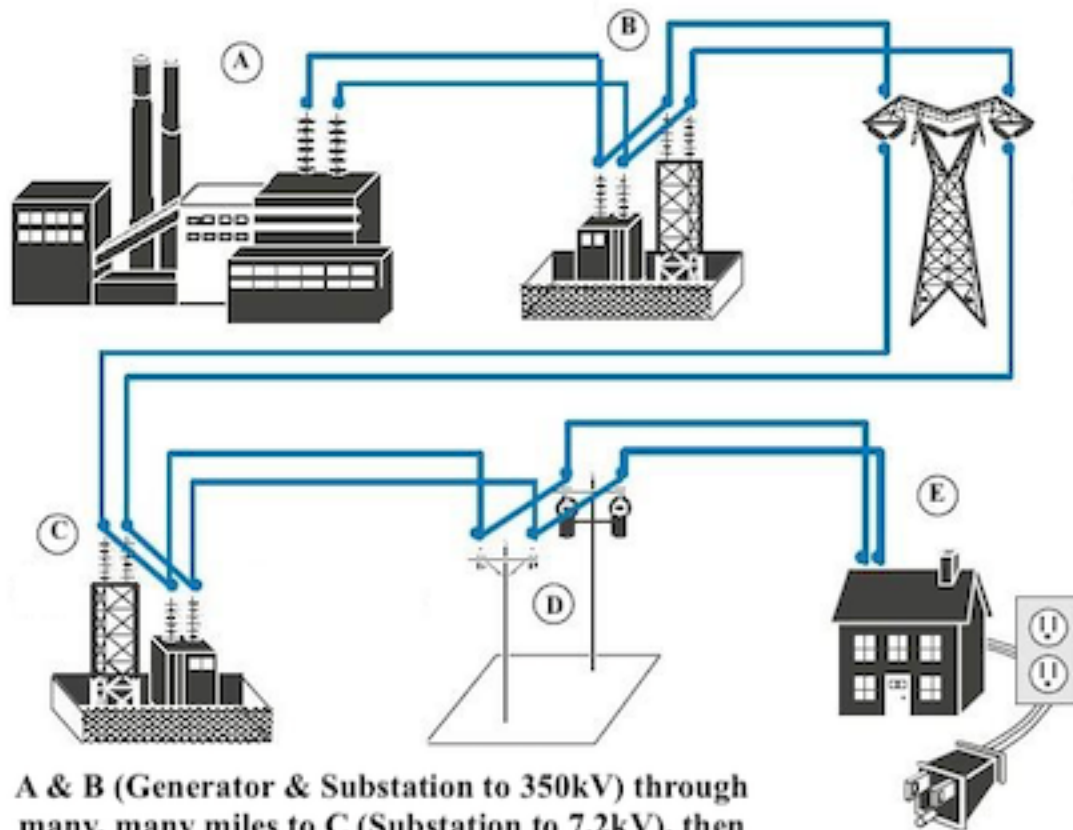 A
B
C
D
E
A & B (Generator & Substation to 350kV) through
many, many miles to C (Substation to 7.2kV), then